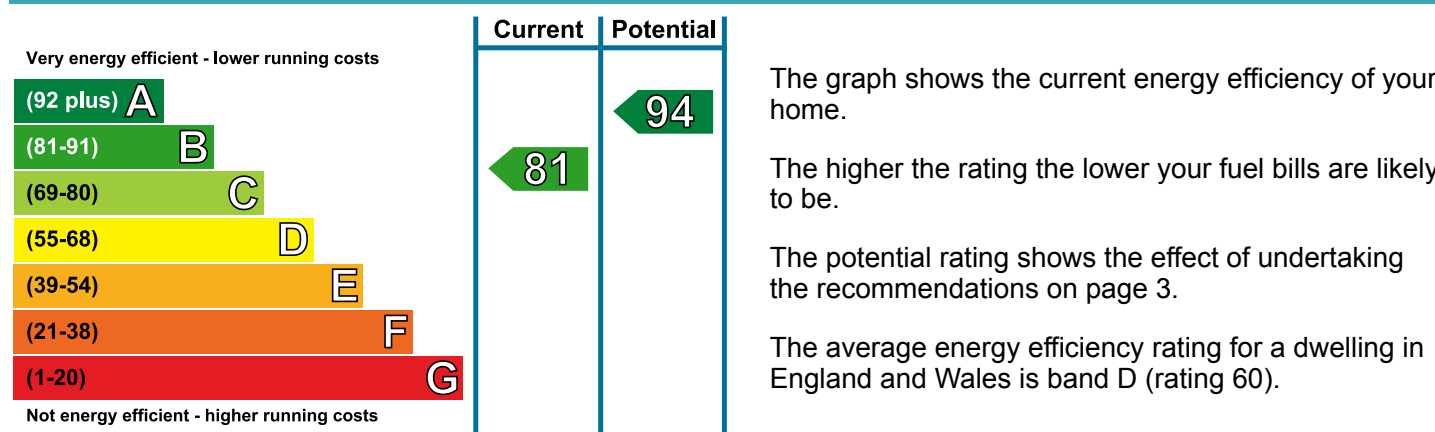 Current Potential
Very energy efficient - lower running costs
(92 plus) A
94
(81-91) B
81
(69-80) C
(55-68) D
(39-54) E
(21-38) F
(1-20) G
Not energy efficient - higher running costs
The graph shows the current energy efficiency of your
home.
The higher the rating the lower your fuel bills are likely
to be.
The potential rating shows the effect of undertaking
the recommendations on page 3.
The average energy efficiency rating for a dwelling in
England and Wales is band D (rating 60).